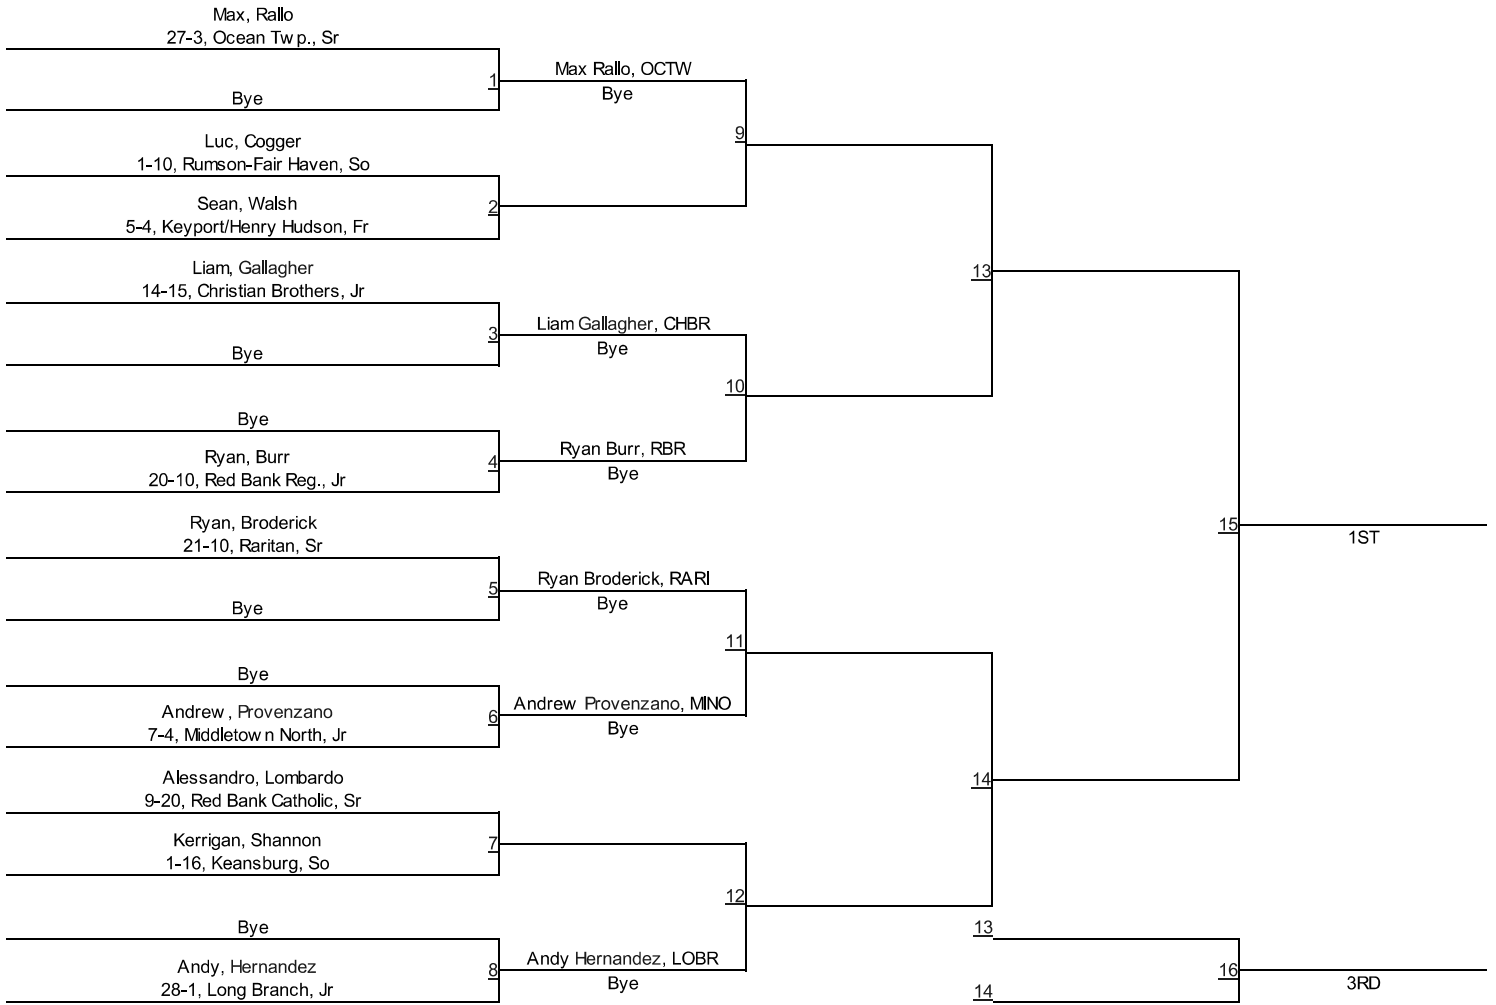 Max, Rallo
27-3, Ocean Twp., Sr
1
Bye
Max Rallo, OCTW
Bye
9
Luc, Cogger
1-10, Rumson-Fair Haven, So
2
Sean, Walsh
5-4, Keyport/Henry Hudson, Fr
13
Liam, Gallagher
14-15, Christian Brothers, Jr
3
Bye
Liam Gallagher, CHBR
Bye
10
Bye
4
Ryan, Burr
20-10, Red Bank Reg., Jr
Ryan Burr, RBR
Bye
15
1ST
Ryan, Broderick
21-10, Raritan, Sr
5
Bye
Ryan Broderick, RARI
Bye
11
Bye
6
Andrew, Provenzano
7-4, Middletown North, Jr
Andrew Provenzano, MINO
Bye
14
Alessandro, Lombardo
9-20, Red Bank Catholic, Sr
7
Kerrigan, Shannon
1-16, Keansburg, So
12
Bye
8
Andy, Hernandez
28-1, Long Branch, Jr
Andy Hernandez, LOBR
Bye
13
16
14
3RD